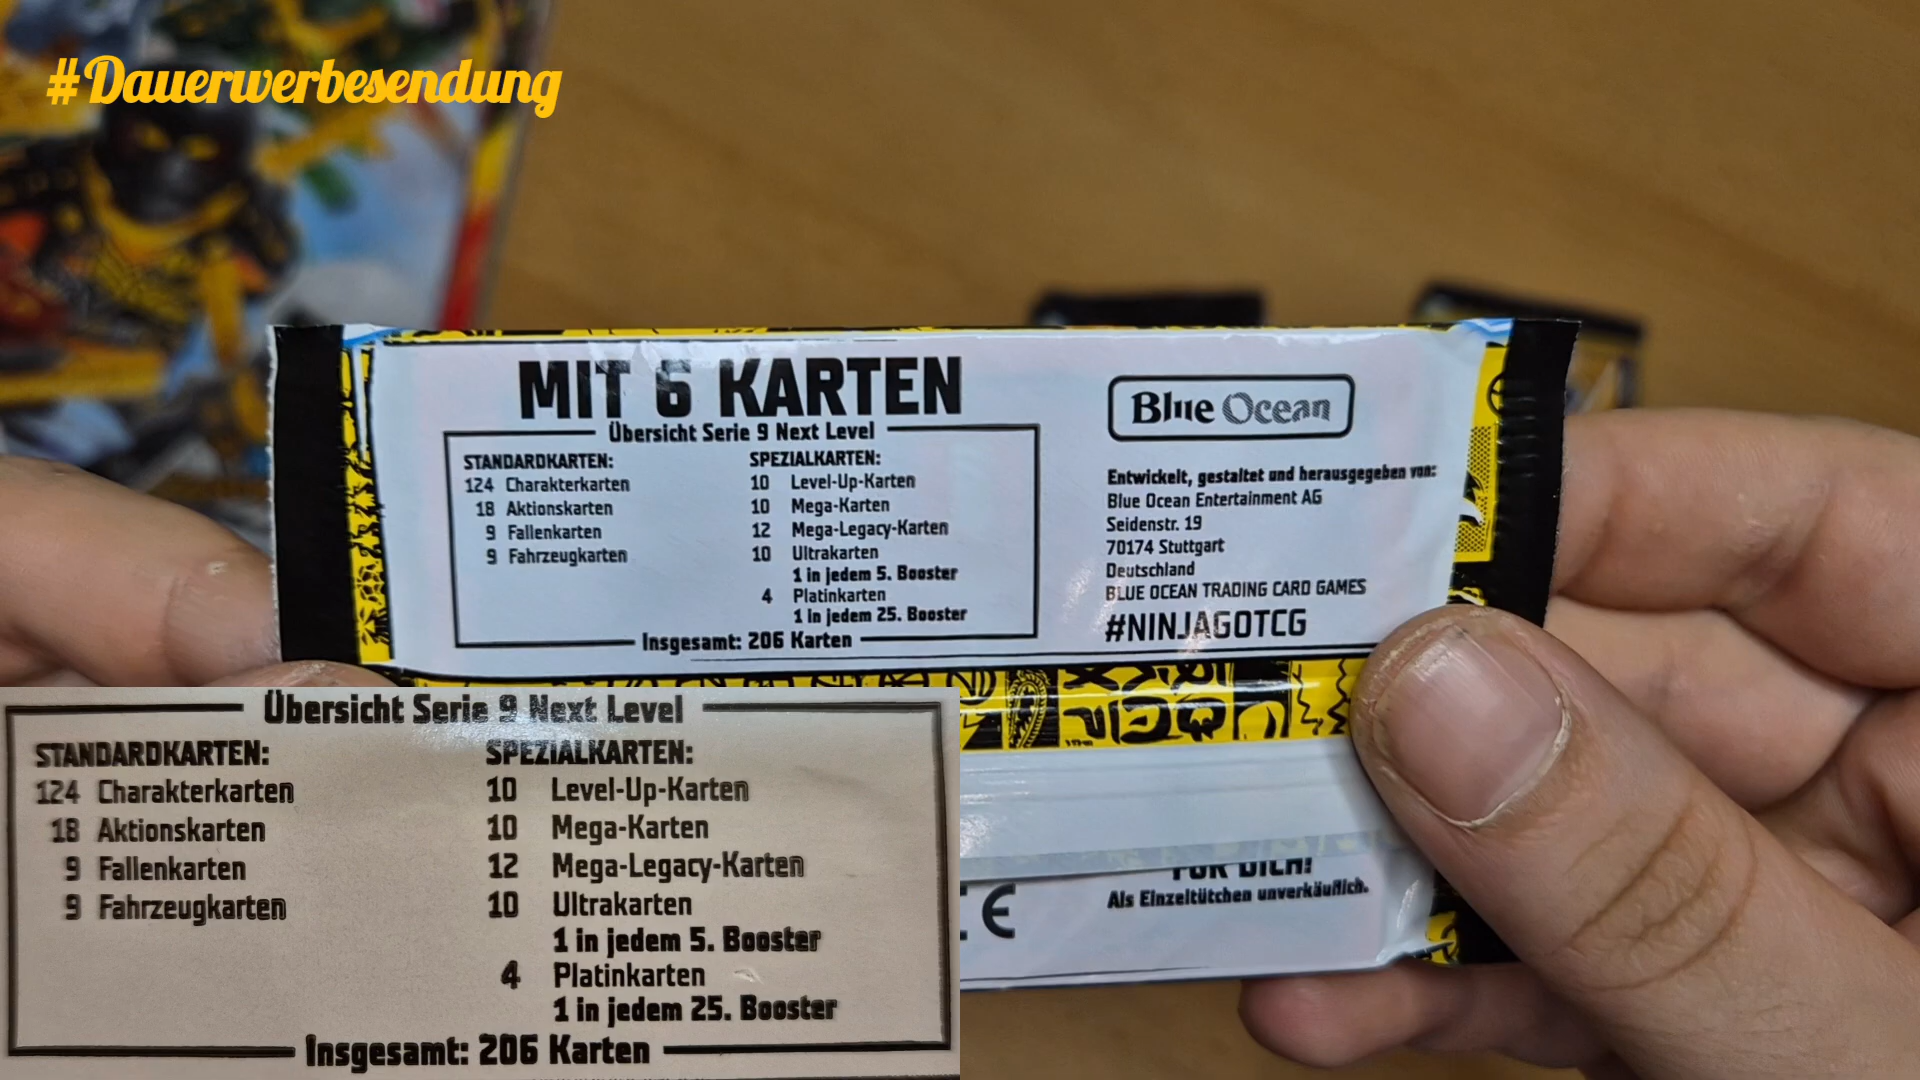 #Dauerwerbesendung
MIT 6 KARTEN
Übersicht Serie 9 Next Level
STANDARDKARTEN:
124 Charakterkarten
18 Aktionskarten
9 Fallenkarten
9 Fahrzeugkarten
SPEZIALKARTEN:
10 Level-Up-Karten
10 Mega-Karten
12 Mega-Legacy-Karten
10 Ultrakarten
1 in jedem 5. Booster
4 Platinkarten
1 in jedem 25. Booster
Insgesamt: 206 Karten
Blue Ocean
Entwickelt, gestaltet und herausgegeben von:
Blue Ocean Entertainment AG
Seidenstr. 19
70174 Stuttgart
Deutschland
BLUE OCEAN TRADING CARD GAMES
#NINJAGOTCG
FÜR DICH!
Als Einzeltütchen unverkäuflich.
CE
Übersicht Serie 9 Next Level
STANDARDKARTEN:
124 Charakterkarten
18 Aktionskarten
9 Fallenkarten
9 Fahrzeugkarten
SPEZIALKARTEN:
10 Level-Up-Karten
10 Mega-Karten
12 Mega-Legacy-Karten
10 Ultrakarten
1 in jedem 5. Booster
4 Platinkarten
1 in jedem 25. Booster
Insgesamt: 206 Karten